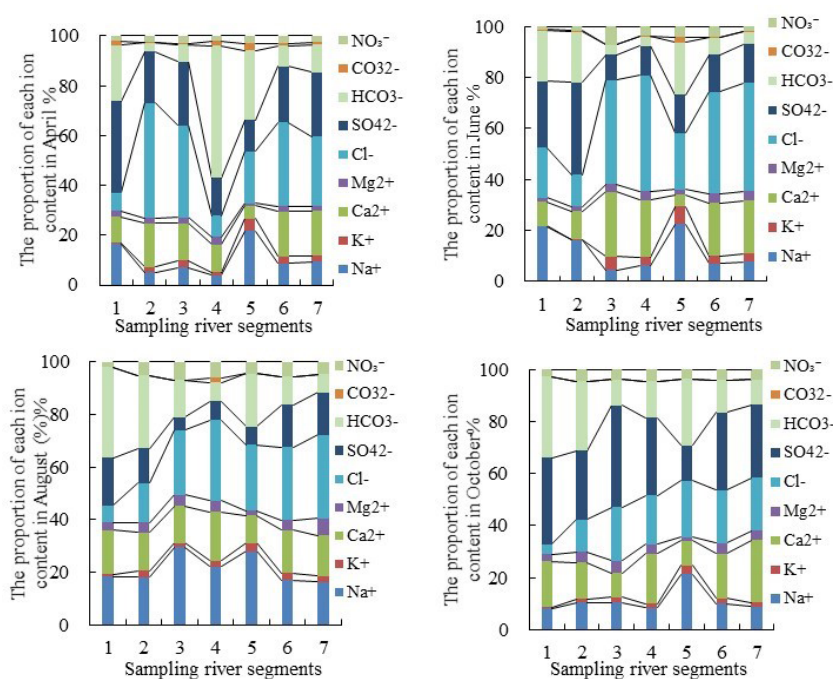 The proportion of each ion
content in April %
100
80
60
40
20
0
1 2 3 4 5 6 7
Sampling river segments
NO₃⁻
CO32-
HCO3-
SO42-
Cl-
Mg2+
Ca2+
K+
Na+
The proportion of each ion
content in June %
100
80
60
40
20
0
1 2 3 4 5 6 7
Sampling river segments
NO₃⁻
CO32-
HCO3-
SO42-
Cl-
Mg2+
Ca2+
K+
Na+
The proportion of each ion
content in August (%)%
100
80
60
40
20
0
1 2 3 4 5 6 7
Sampling river segments
NO₃⁻
CO32-
HCO3-
SO42-
Cl-
Mg2+
Ca2+
K+
Na+
The proportion of each ion
content in October%
100
80
60
40
20
0
1 2 3 4 5 6 7
Sampling river segments
NO₃⁻
CO32-
HCO3-
SO42-
Cl-
Mg2+
Ca2+
K+
Na+